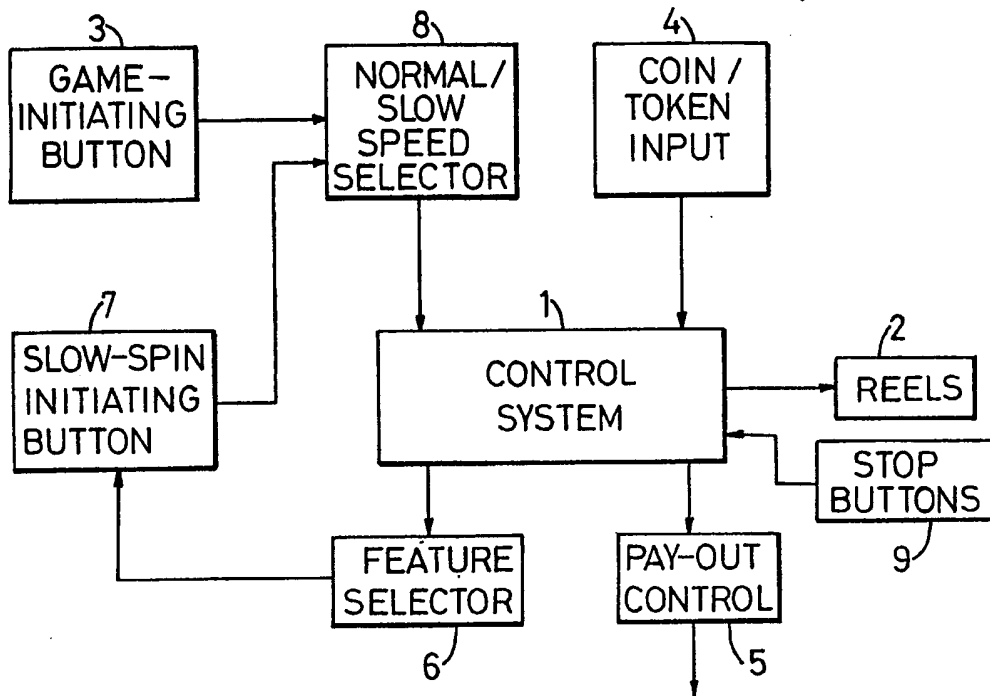 3
GAME-
INITIATING
BUTTON
8
NORMAL/
SLOW
SPEED
SELECTOR
4
COIN /
TOKEN
INPUT
7
SLOW-SPIN
INITIATING
BUTTON
1
CONTROL
SYSTEM
2
REELS
STOP
BUTTONS
9
FEATURE
SELECTOR
6
PAY-OUT
CONTROL
5